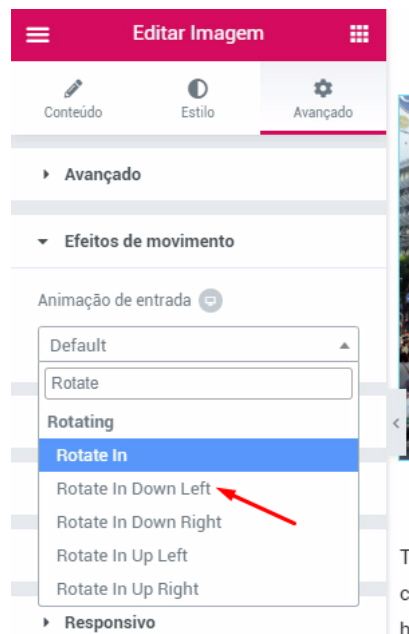 Editar Imagem
Conteúdo
Estilo
Avançado
Avançado
Efeitos de movimento
Animação de entrada
Default
Rotate
Rotating
Rotate In
Rotate In Down Left
Rotate In Down Right
Rotate In Up Left
Rotate In Up Right
Responsivo